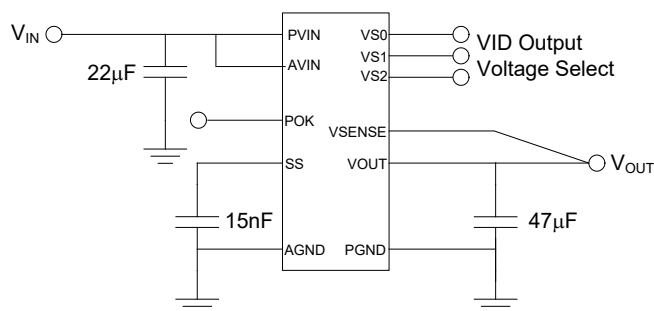 VIN
PVIN
VS0
VID Output
AVIN
VS1
Voltage Select
22μF
VS2
POK
VSENSE
SS
VOUT
VOUT
15nF
47μF
AGND
PGND